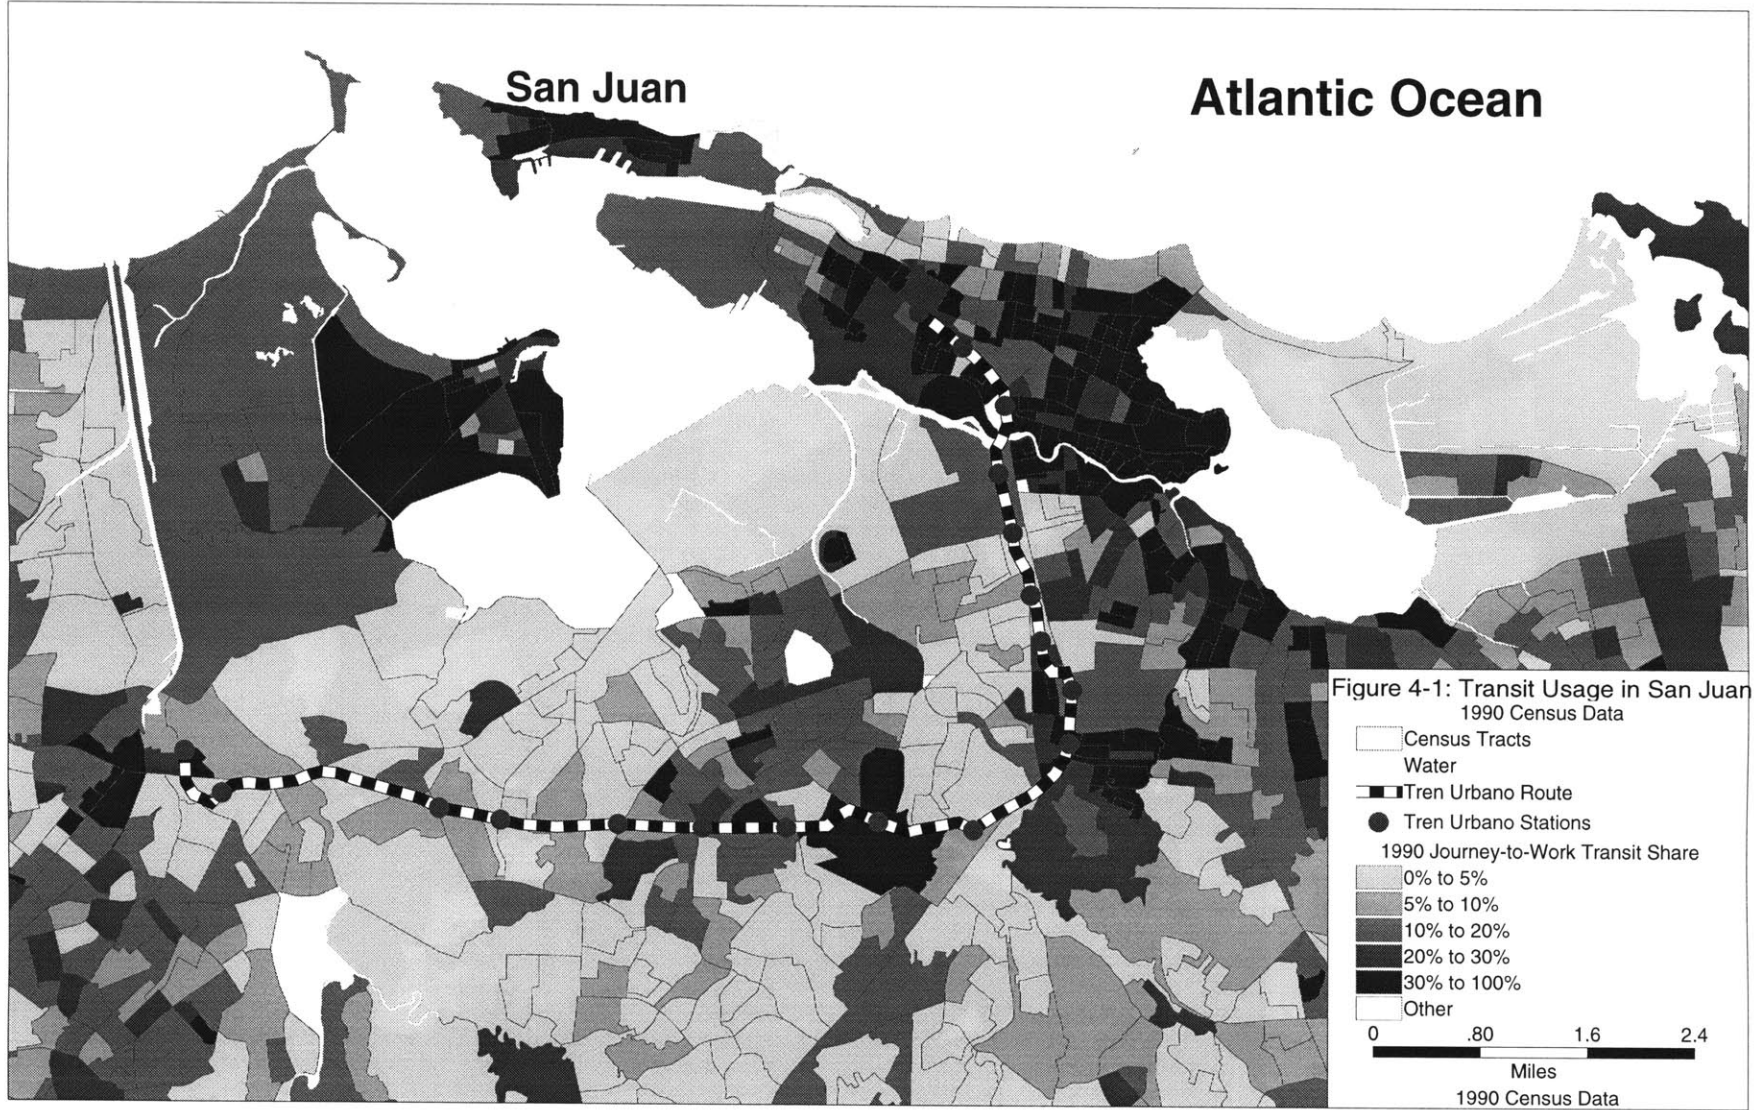 San Juan
Atlantic Ocean
Figure 4-1: Transit Usage in San Juan
1990 Census Data
Census Tracts
Water
Tren Urbano Route
Tren Urbano Stations
1990 Journey-to-Work Transit Share
0% to 5%
5% to 10%
10% to 20%
20% to 30%
30% to 100%
Other
0 .80 1.6 2.4
Miles
1990 Census Data